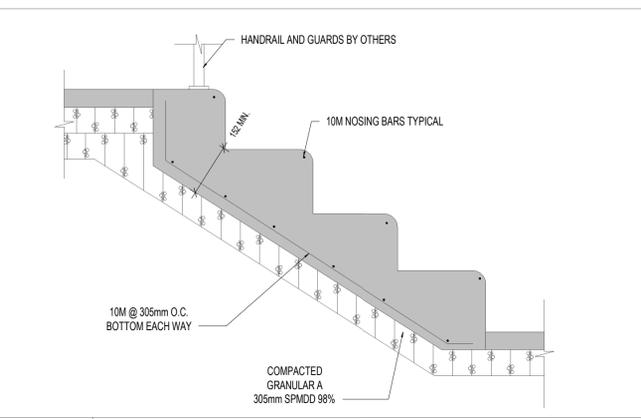 HANDRAIL AND GUARDS BY OTHERS
152 MIN.
10M NOSING BARS TYPICAL
10M @ 305mm O.C.
BOTTOM EACH WAY
COMPACTED
GRANULAR A
305mm SPMDD 98%